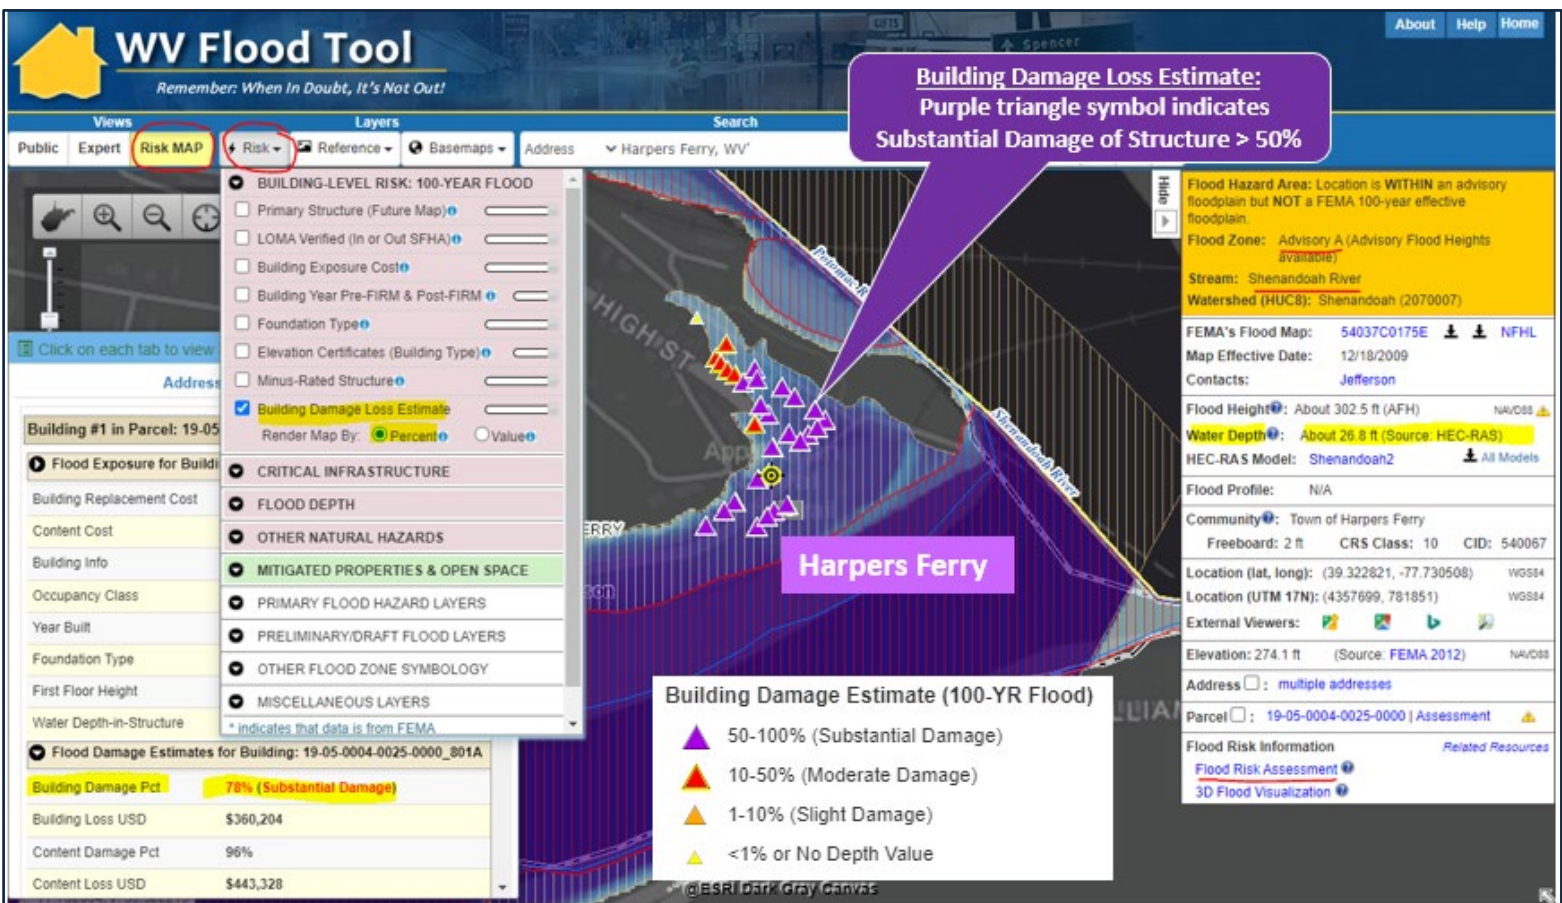 WV Flood Tool
Remember: When In Doubt, It's Not Out!
GIFTS
Spencer
About Help Home
Building Damage Loss Estimate:
Purple triangle symbol indicates
Substantial Damage of Structure > 50%
Views Layers Search
Public Expert Risk MAP Risk Reference Basemaps Address Harpers Ferry, WV'
BUILDING-LEVEL RISK: 100-YEAR FLOOD
Primary Structure (Future Map)
LOMA Verified (In or Out SFHA)
Building Exposure Cost
Building Year Pre-FIRM & Post-FIRM
Foundation Type
Elevation Certificates (Building Type)
Minus-Rated Structure
Building Damage Loss Estimate
Render Map By: Percent Value
CRITICAL INFRASTRUCTURE
FLOOD DEPTH
OTHER NATURAL HAZARDS
MITIGATED PROPERTIES & OPEN SPACE
PRIMARY FLOOD HAZARD LAYERS
PRELIMINARY/DRAFT FLOOD LAYERS
OTHER FLOOD ZONE SYMBOLOGY
MISCELLANEOUS LAYERS
* indicates that data is from FEMA
Click on each tab to view
Address
Building #1 in Parcel: 19-05
Flood Exposure for Buildi
Building Replacement Cost
Content Cost
Building Info
Occupancy Class
Year Built
Foundation Type
First Floor Height
Water Depth-in-Structure
Flood Damage Estimates for Building: 19-05-0004-0025-0000_801A
Building Damage Pct 78% (Substantial Damage)
Building Loss USD $360,204
Content Damage Pct 96%
Content Loss USD $443,328
HIGH ST
Potomac R
Shenandoah River
Harpers Ferry
Building Damage Estimate (100-YR Flood)
50-100% (Substantial Damage)
10-50% (Moderate Damage)
1-10% (Slight Damage)
<1% or No Depth Value
@ESRI Dark Gray Canvas
Hide
Flood Hazard Area: Location is WITHIN an advisory
floodplain but NOT a FEMA 100-year effective
floodplain.
Flood Zone: Advisory A (Advisory Flood Heights
available)
Stream: Shenandoah River
Watershed (HUC8): Shenandoah (2070007)
FEMA's Flood Map: 54037C0175E NFHL
Map Effective Date: 12/18/2009
Contacts: Jefferson
Flood Height: About 302.5 ft (AFH) NAVD88
Water Depth: About 26.8 ft (Source: HEC-RAS)
HEC-RAS Model: Shenandoah2 All Models
Flood Profile: N/A
Community: Town of Harpers Ferry
Freeboard: 2 ft CRS Class: 10 CID: 540067
Location (lat, long): (39.322821, -77.730508) WGS84
Location (UTM 17N): (4357699, 781851) WGS84
External Viewers:
Elevation: 274.1 ft (Source: FEMA 2012) NAVD88
Address : multiple addresses
Parcel : 19-05-0004-0025-0000 | Assessment
Flood Risk Information Related Resources
Flood Risk Assessment
3D Flood Visualization